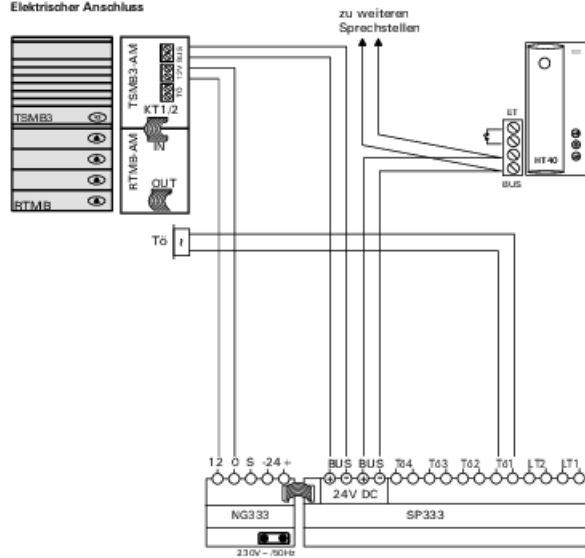 Elektrischer Anschluss
zu weiteren
Sprechstellen
TSMB3
RTMB
TSMB3-AM
TÖ 12V BUS
KT1/2
RTMB-AM
IN
OUT
ET
HT40
BUS
Tö
12 0 S -24+
BUS BUS Tö4 Tö3 Tö2 Tö1 LT2 LT1
24V DC
NG333
SP333
230V~/50Hz